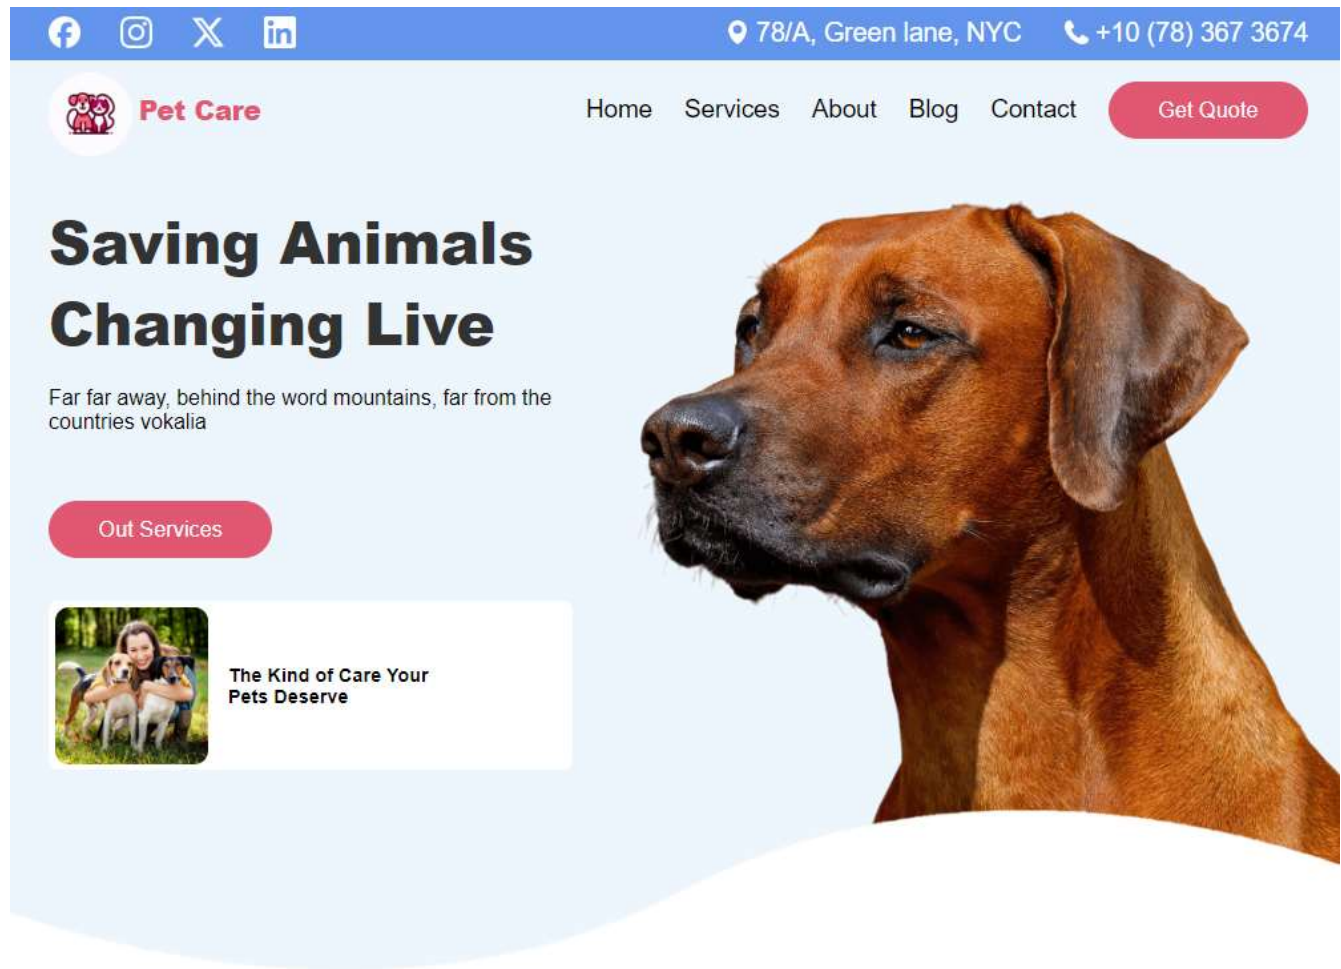 78/A, Green lane, NYC
+10 (78) 367 3674
Pet Care
Home Services About Blog Contact Get Quote
Saving Animals
Changing Live
Far far away, behind the word mountains, far from the
countries vokalia
Out Services
The Kind of Care Your
Pets Deserve